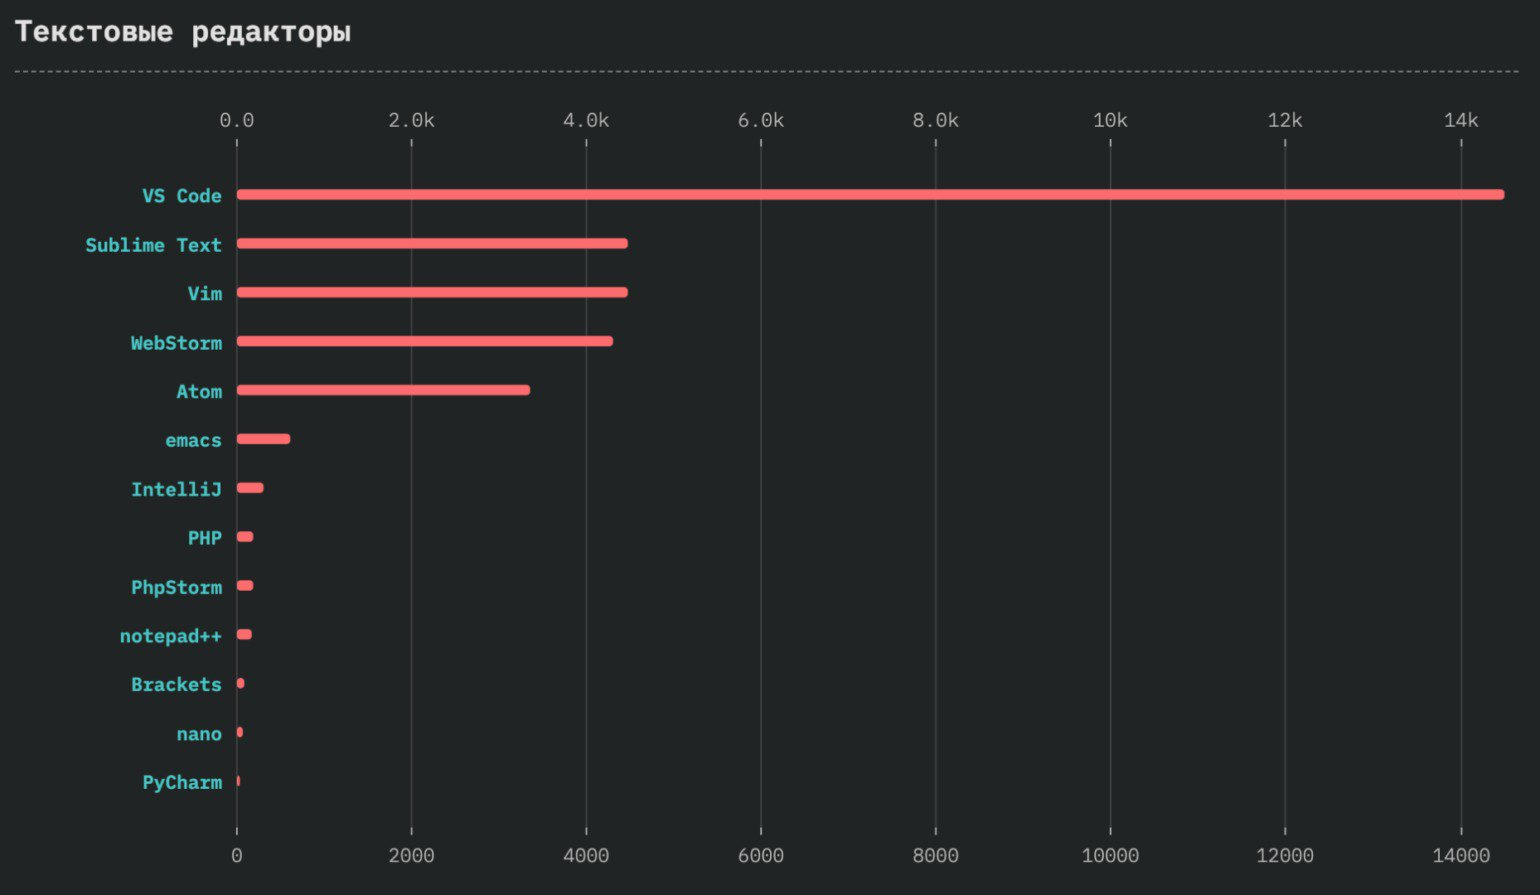 Текстовые редакторы
0.0 2.0k 4.0k 6.0k 8.0k 10k 12k 14k
VS Code
Sublime Text
Vim
WebStorm
Atom
emacs
IntelliJ
PHP
PhpStorm
notepad++
Brackets
nano
PyCharm
0 2000 4000 6000 8000 10000 12000 14000